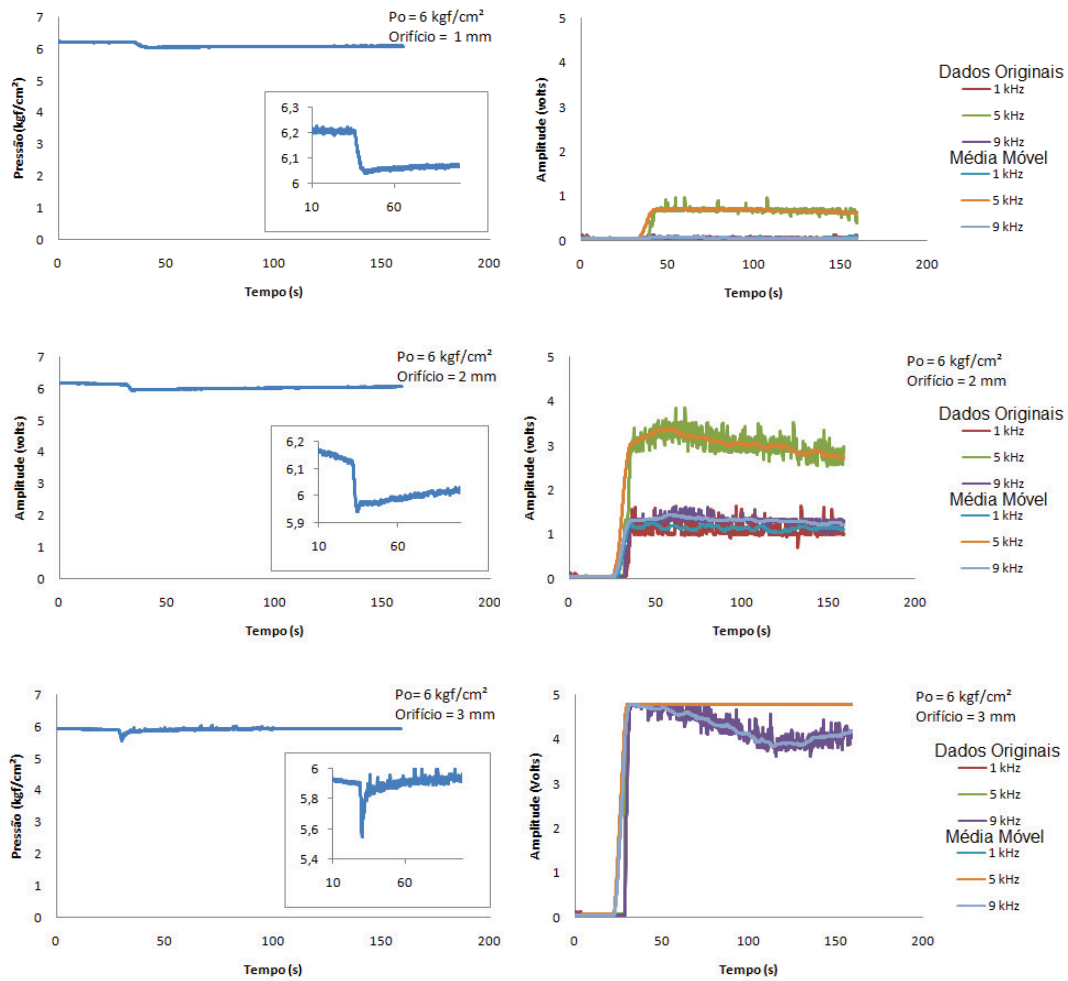 Po = 6 kgf/cm²
Orifício = 1 mm
Pressão(kgf/cm²)
7
6
5
4
3
2
1
0
6,3
6,2
6,1
6
10
60
0
50
100
150
200
Tempo (s)
Amplitude (volts)
5
4
3
2
1
0
0
50
100
150
200
Tempo (s)
Dados Originais
1 kHz
5 kHz
9 kHz
Média Móvel
1 kHz
5 kHz
9 kHz
Po = 6 kgf/cm²
Orifício = 2 mm
Amplitude (volts)
7
6
5
4
3
2
1
0
6,2
6,1
6
5,9
10
60
0
50
100
150
200
Tempo (s)
Po = 6 kgf/cm²
Orifício = 2 mm
Amplitude (volts)
5
4
3
2
1
0
0
50
100
150
200
Tempo (s)
Dados Originais
1 kHz
5 kHz
9 kHz
Média Móvel
1 kHz
5 kHz
9 kHz
Po= 6 kgf/cm²
Orifício = 3 mm
Pressão (kgf/cm²)
7
6
5
4
3
2
1
0
6
5,8
5,6
5,4
10
60
0
50
100
150
200
Tempo (s)
Po = 6 kgf/cm²
Orifício = 3 mm
Amplitude (Volts)
5
4
3
2
1
0
0
50
100
150
200
Tempo (s)
Dados Originais
1 kHz
5 kHz
9 kHz
Média Móvel
1 kHz
5 kHz
9 kHz